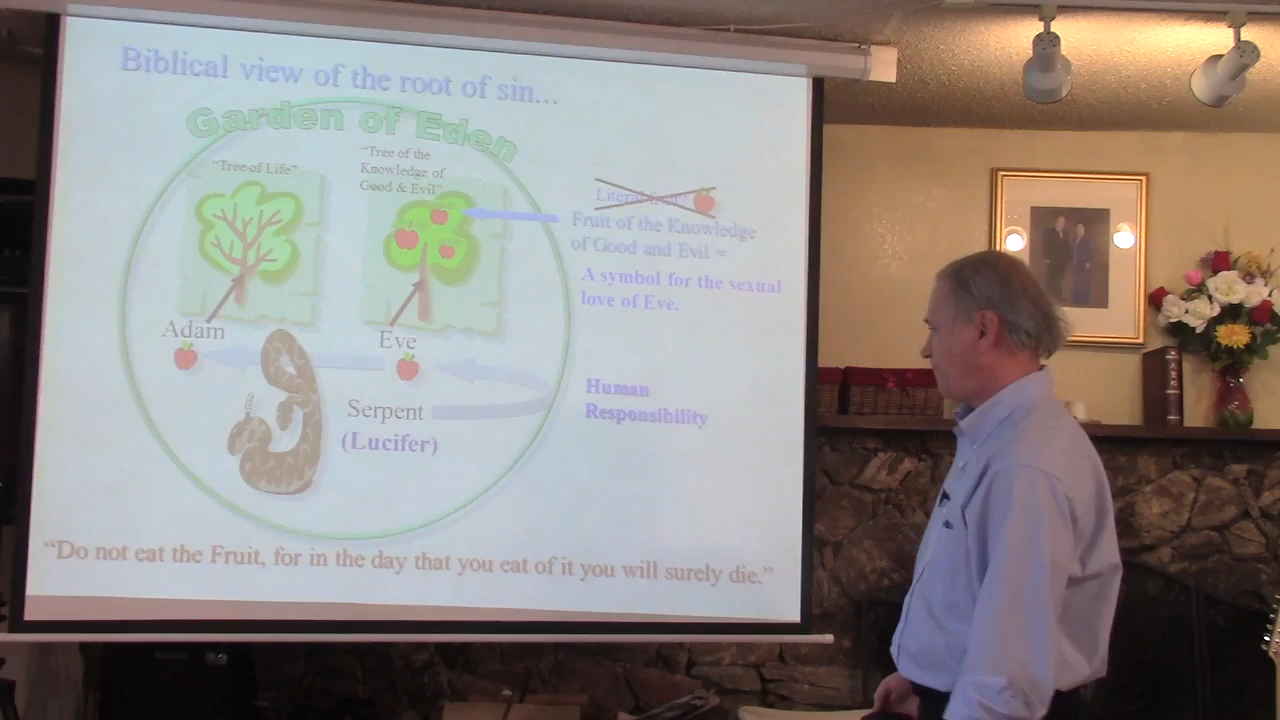 Biblical view of the root of sin...
Garden of Eden
"Tree of Life"
"Tree of the
Knowledge of
Good & Evil"
Literal
Fruit of the Knowledge
of Good and Evil =
A symbol for the sexual
love of Eve.
Adam
Eve
Human
Responsibility
Serpent
(Lucifer)
"Do not eat the Fruit, for in the day that you eat of it you will surely die."